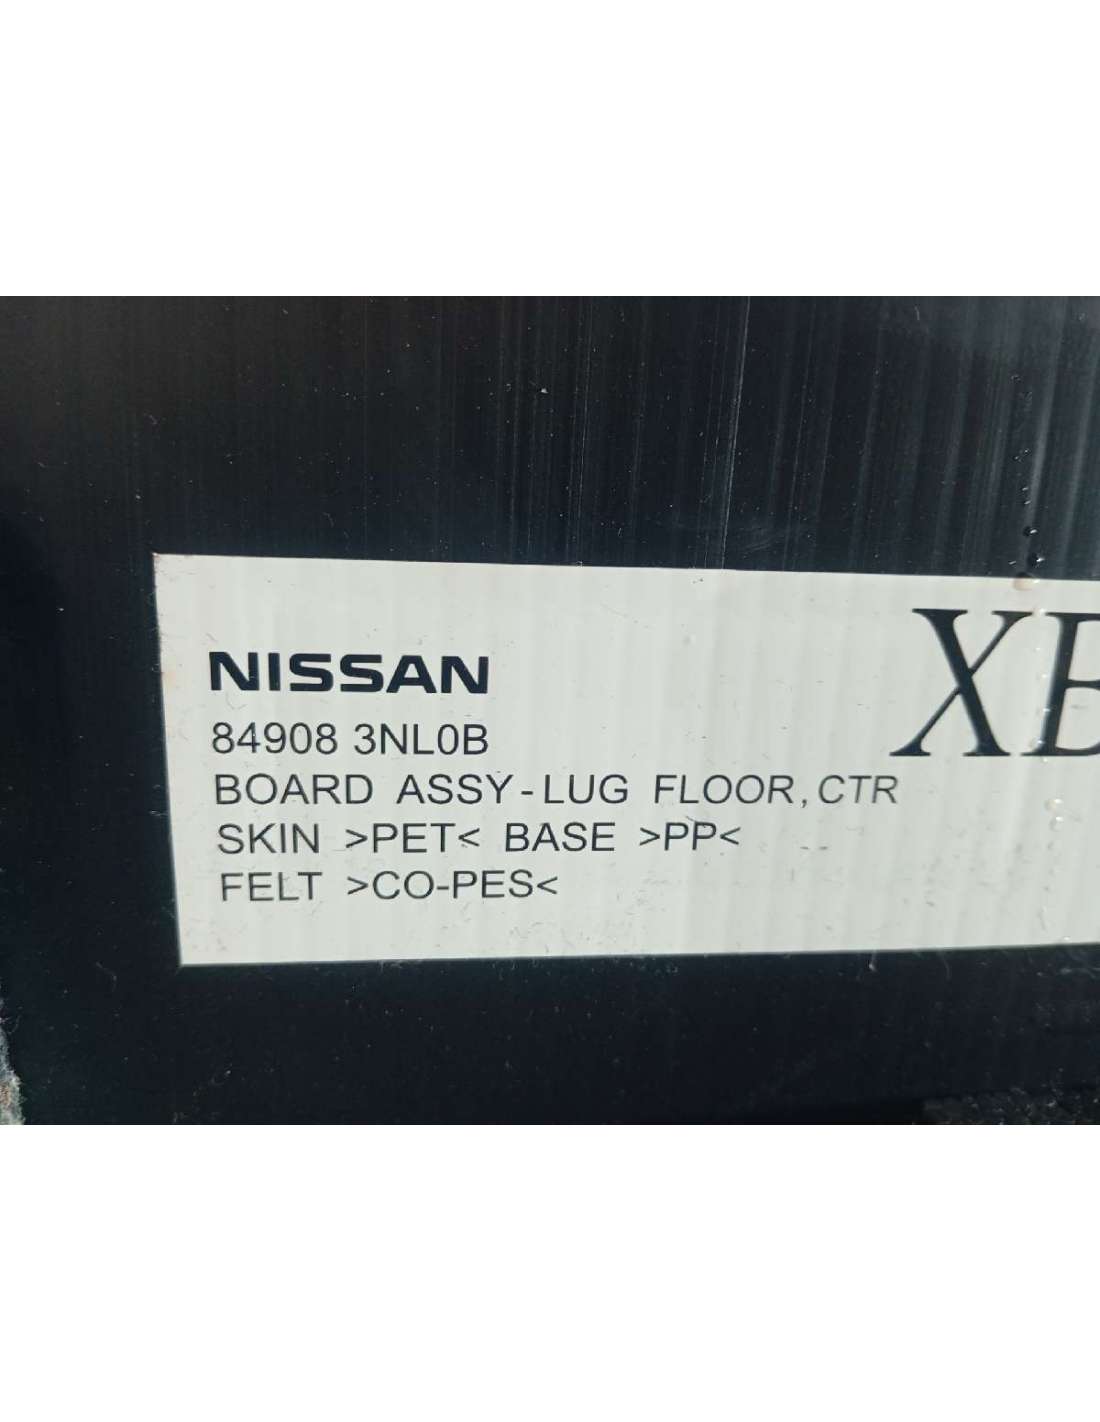 NISSAN
84908 3NL0B
BOARD ASSY-LUG FLOOR,CTR
SKIN >PET< BASE >PP<
FELT >CO-PES<